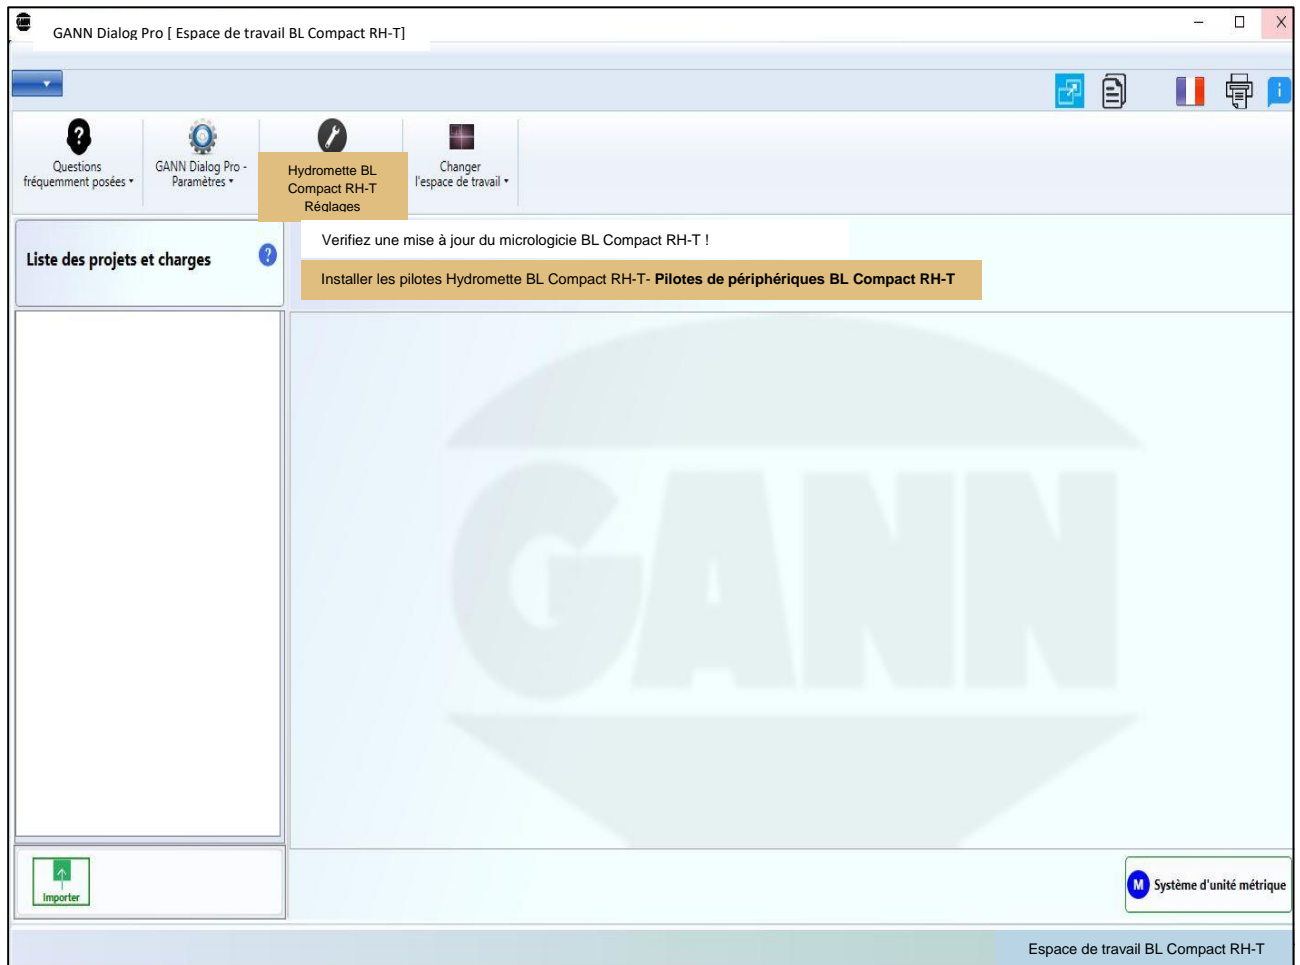 GANN Dialog Pro [ Espace de travail BL Compact RH-T]
Questions
fréquemment posées
GANN Dialog Pro -
Paramètres
Hydromette BL
Compact RH-T
Réglages
Changer
l'espace de travail
Liste des projets et charges
?
Verifiez une mise à jour du micrologicie BL Compact RH-T !
Installer les pilotes Hydromette BL Compact RH-T- Pilotes de périphériques BL Compact RH-T
GANN
Importer
M Système d'unité métrique
Espace de travail BL Compact RH-T